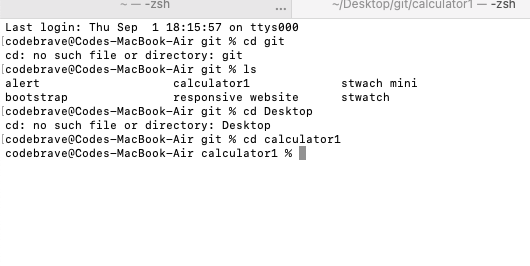 ~ — -zsh ... ~/Desktop/git/calculator1 — -zsh
Last login: Thu Sep  1 18:15:57 on ttys000
[codebrave@Codes-MacBook-Air git % cd git
cd: no such file or directory: git
[codebrave@Codes-MacBook-Air git % ls
alert calculator1 stwach mini
bootstrap responsive website stwatch
[codebrave@Codes-MacBook-Air git % cd Desktop
cd: no such file or directory: Desktop
[codebrave@Codes-MacBook-Air git % cd calculator1
codebrave@Codes-MacBook-Air calculator1 %